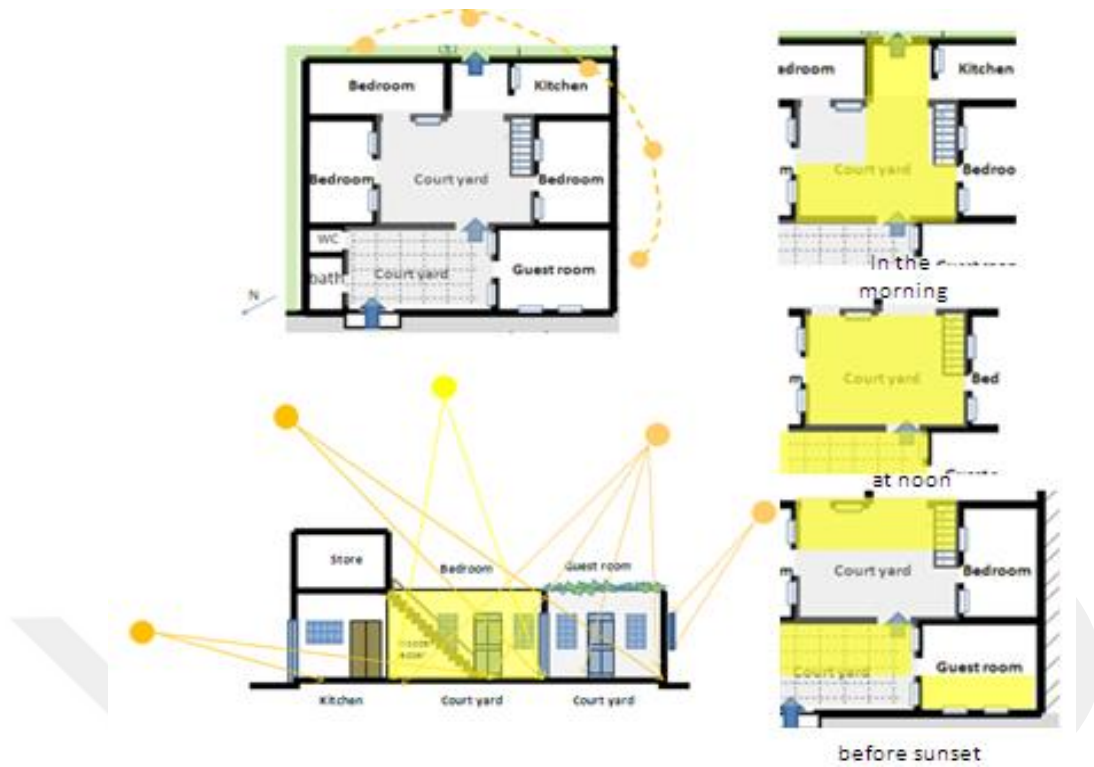 Bedroom
Kitchen
Bedroom
Court yard
Bedroom
WC
bath
Court yard
Guest room
N
edroom
Kitchen
m
Court yard
Bedroo
In the
morning
m
Court yard
Bed
at noon
m
Court yard
Bedroom
Court yard
Guest room
before sunset
Store
Bedroom
Guest room
Kitchen
Court yard
Court yard